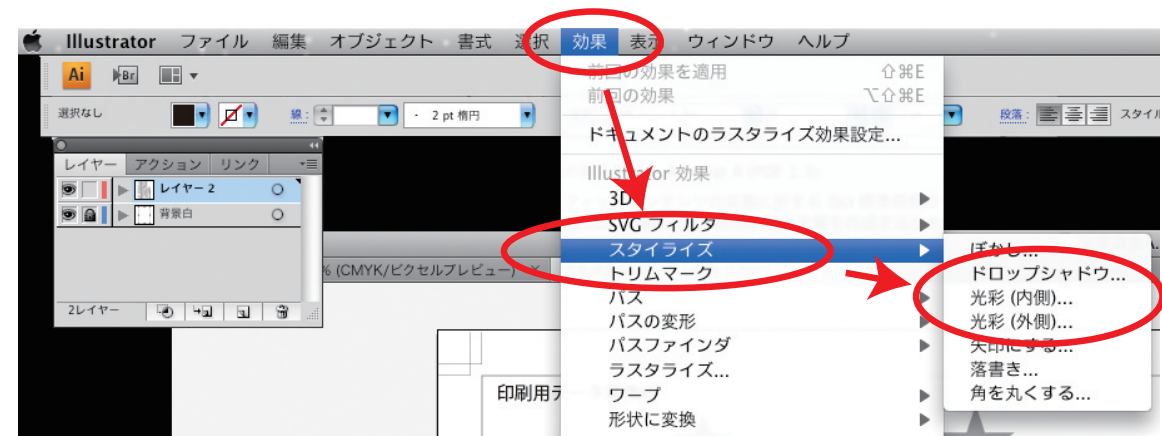 Illustrator ファイル 編集 オブジェクト 書式 選択 効果 表示 ウィンドウ ヘルプ
Ai Br
選択なし 線: 2 pt 楕円 段落: スタイル
レイヤー アクション リンク
レイヤー 2
背景白
2レイヤー
% (CMYK/ピクセルプレビュー) ×
印刷用デ
前回の効果を適用 ⇧⌘E
前回の効果 ⌥⇧⌘E
ドキュメントのラスタライズ効果設定...
Illustrator 効果
3D
SVG フィルタ
スタイライズ
トリムマーク
パス
パスの変形
パスファインダ
ラスタライズ...
ワープ
形状に変換
ぼかし...
ドロップシャドウ...
光彩 (内側)...
光彩 (外側)...
矢印にする...
落書き...
角を丸くする...